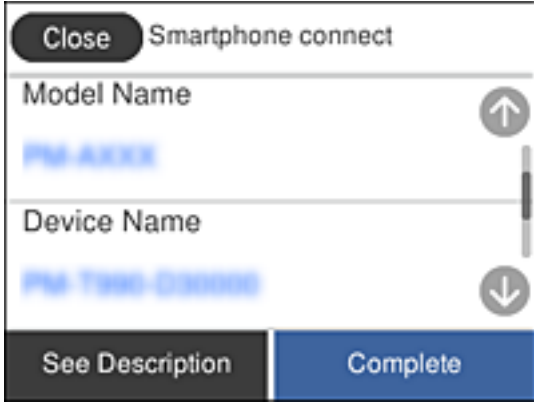 Close Smartphone connect
Model Name
PM-AXXX
Device Name
See Description Complete